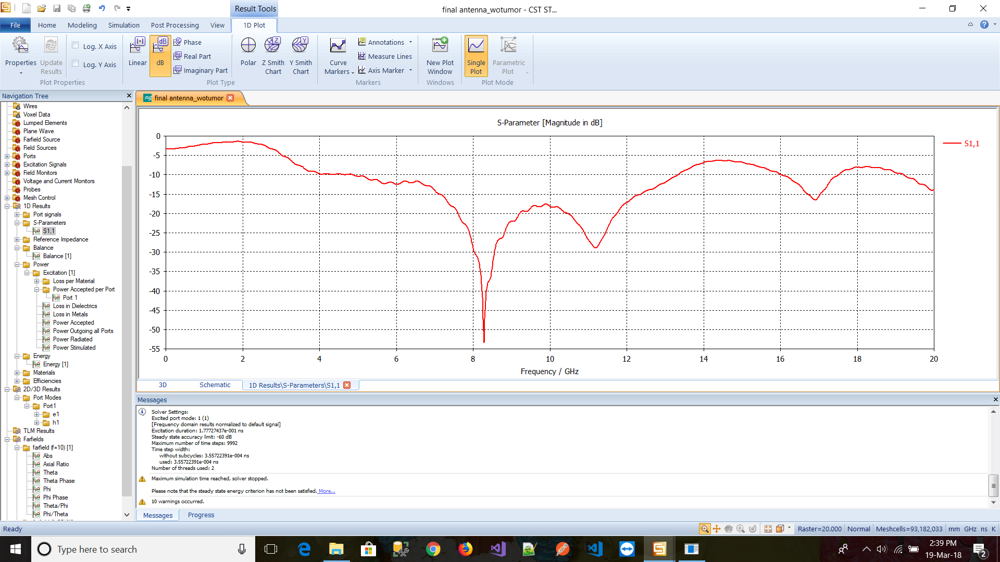 Result Tools
final antenna_wotumor - CST ST...
File
Home
Modeling
Simulation
Post Processing
View
1D Plot
Properties
Update Results
Log. X Axis
Log. Y Axis
Plot Properties
Linear
dB
Phase
Real Part
Imaginary Part
Polar
Z Smith Chart
Y Smith Chart
Plot Type
Curve Markers
Annotations
Measure Lines
Axis Marker
Markers
New Plot Window
Windows
Single Plot
Parametric Plot
Plot Mode
Navigation Tree
Wires
Voxel Data
Lumped Elements
Plane Wave
Farfield Source
Field Sources
Ports
Excitation Signals
Field Monitors
Voltage and Current Monitors
Probes
Mesh Control
1D Results
Port signals
S-Parameters
S1,1
Reference Impedance
Balance
Balance [1]
Power
Excitation [1]
Loss per Material
Power Accepted per Port
Port 1
Loss in Dielectrics
Loss in Metals
Power Accepted
Power Outgoing all Ports
Power Radiated
Power Stimulated
Energy
Energy [1]
Materials
Efficiencies
2D/3D Results
Port Modes
Port1
e1
h1
TLM Results
Farfields
farfield (f=10) [1]
Abs
Axial Ratio
Theta
Theta Phase
Phi
Phi Phase
Theta/Phi
Phi/Theta
final antenna_wotumor
S-Parameter [Magnitude in dB]
S1,1
0
-5
-10
-15
-20
-25
-30
-35
-40
-45
-50
-55
0 2 4 6 8 10 12 14 16 18 20
Frequency / GHz
3D
Schematic
1D Results\S-Parameters\S1,1
Messages
Solver Settings:
Excited port mode: 1 (1)
[Frequency domain results normalized to default signal]
Excitation duration: 1.77727437e-001 ns
Steady state accuracy limit: -60 dB
Maximum number of time steps: 9992
Time step width:
without subcycles: 3.55722391e-004 ns
used: 3.55722391e-004 ns
Number of threads used: 2
Maximum simulation time reached, solver stopped.
Please note that the steady state energy criterion has not been satisfied. More...
10 warnings occurred.
Messages
Progress
Ready
Raster=20.000
Normal
Meshcells=93,182,033
mm GHz ns K
Type here to search
2:39 PM
19-Mar-18
2